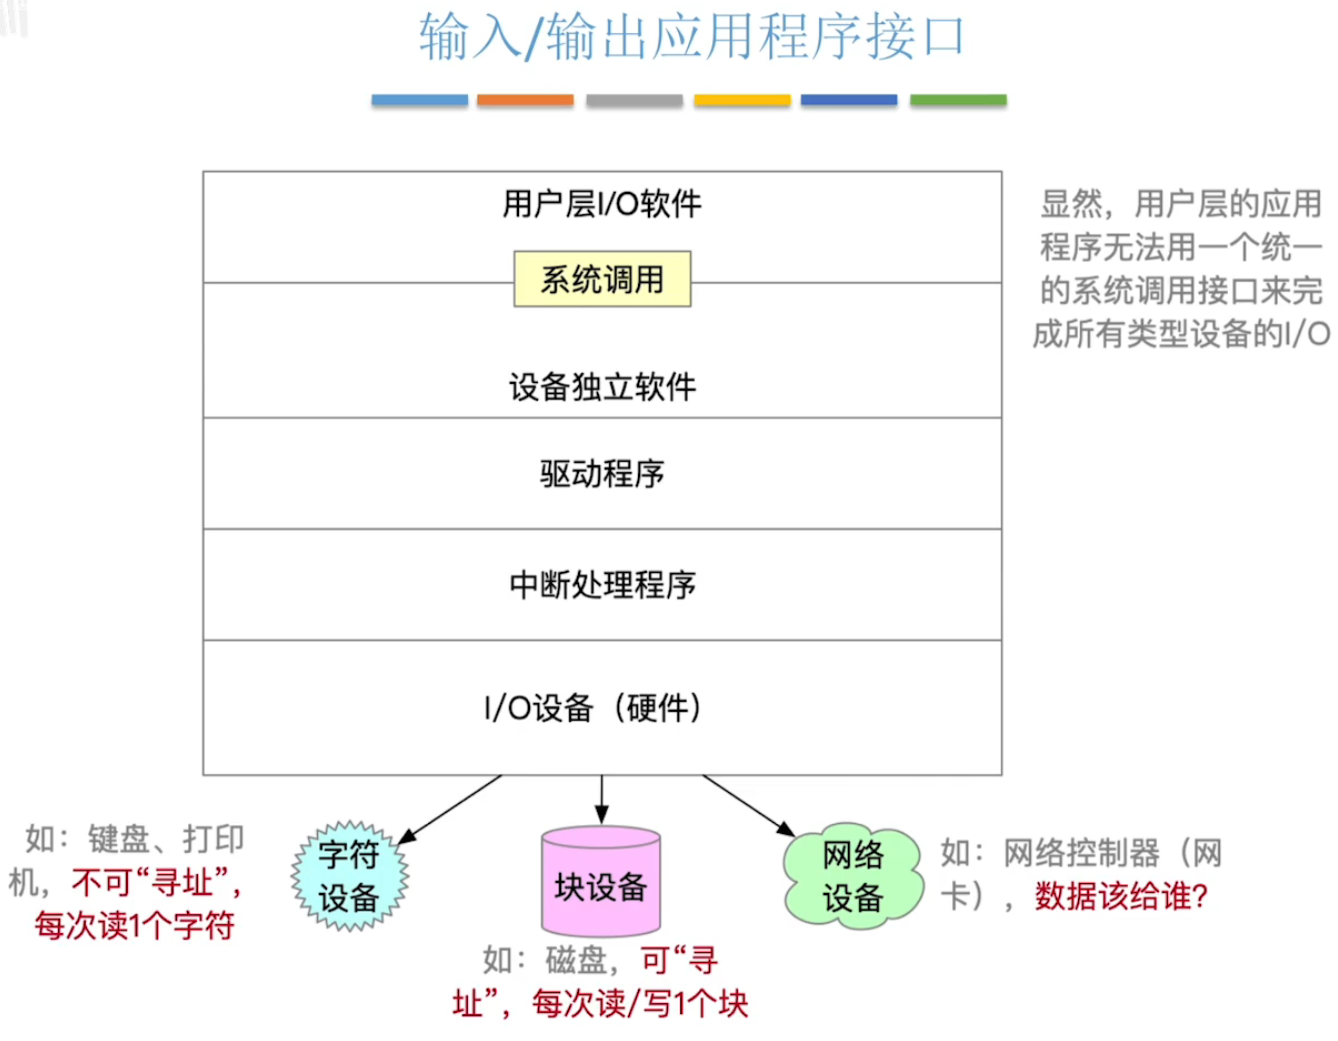 输入/输出应用程序接口
用户层I/O软件
系统调用
设备独立软件
驱动程序
中断处理程序
I/O设备（硬件）
显然，用户层的应用
程序无法用一个统一
的系统调用接口来完
成所有类型设备的I/O
如：键盘、打印
机，不可“寻址”，
每次读1个字符
字符
设备
块设备
如：磁盘，可“寻
址”，每次读/写1个块
网络
设备
如：网络控制器（网
卡），数据该给谁？